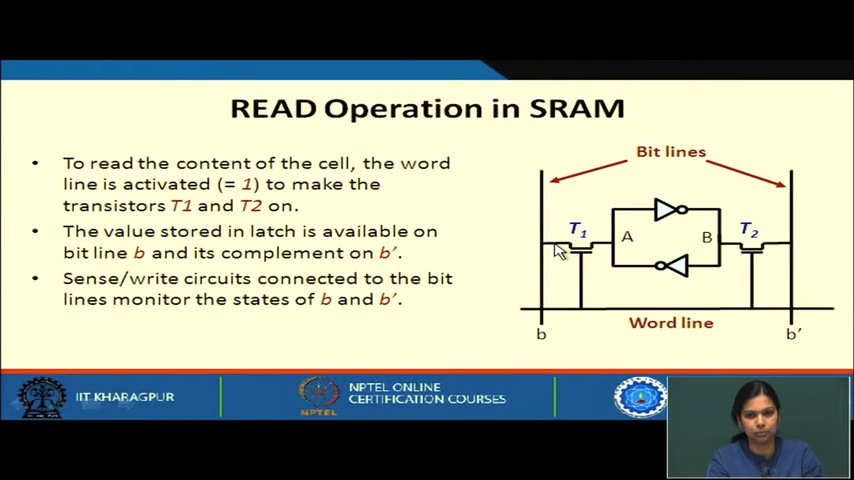 READ Operation in SRAM
• To read the content of the cell, the word
line is activated (= 1) to make the
transistors T1 and T2 on.
• The value stored in latch is available on
bit line b and its complement on b’.
• Sense/write circuits connected to the bit
lines monitor the states of b and b’.
Bit lines
T1
A
B
T2
Word line
b
b’
IIT KHARAGPUR
NPTEL
NPTEL ONLINE
CERTIFICATION COURSES